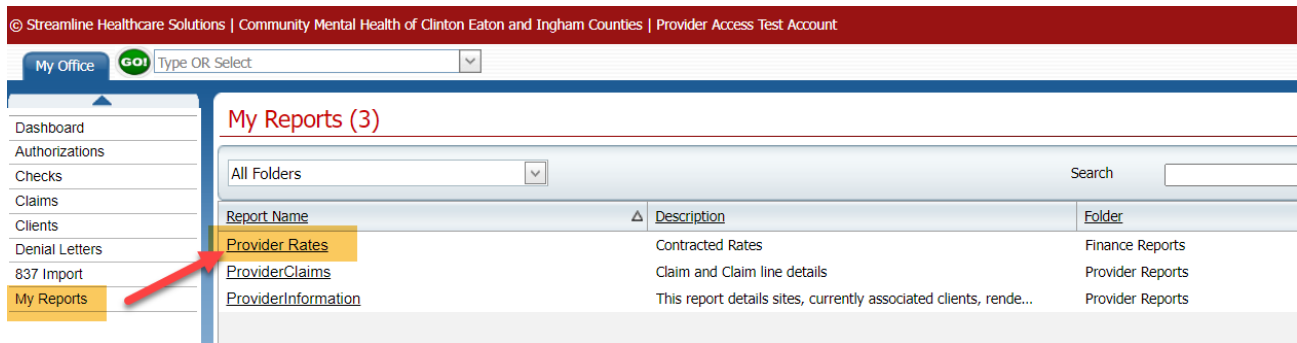 © Streamline Healthcare Solutions | Community Mental Health of Clinton Eaton and Ingham Counties | Provider Access Test Account
My Office GO! Type OR Select
Dashboard
Authorizations
Checks
Claims
Clients
Denial Letters
837 Import
My Reports
My Reports (3)
All Folders Search
Report Name Description Folder
Provider Rates Contracted Rates Finance Reports
ProviderClaims Claim and Claim line details Provider Reports
ProviderInformation This report details sites, currently associated clients, rende... Provider Reports